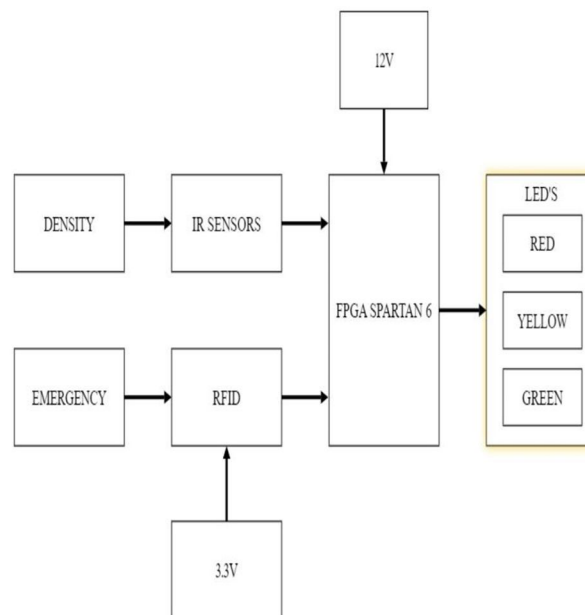 12V
DENSITY
IR SENSORS
FPGA SPARTAN 6
LED'S
RED
YELLOW
GREEN
EMERGENCY
RFID
3.3V